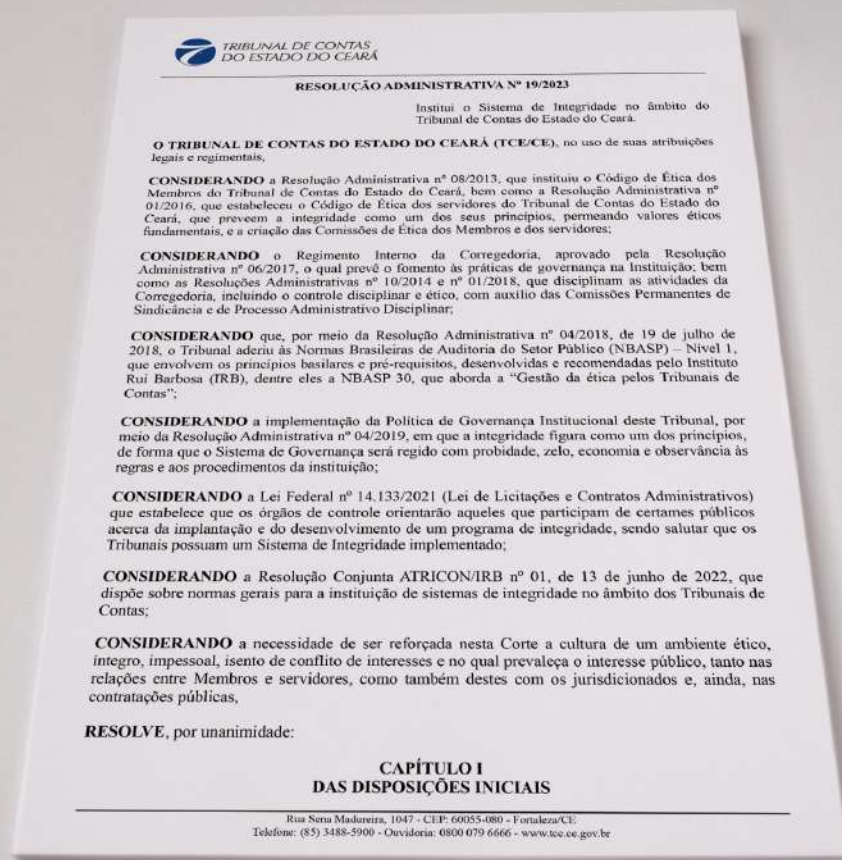 TRIBUNAL DE CONTAS
DO ESTADO DO CEARÁ
RESOLUÇÃO ADMINISTRATIVA Nº 19/2023
Institui o Sistema de Integridade no âmbito do
Tribunal de Contas do Estado do Ceará.
O TRIBUNAL DE CONTAS DO ESTADO DO CEARÁ (TCE/CE), no uso de suas atribuições
legais e regimentais,
CONSIDERANDO a Resolução Administrativa nº 08/2013, que instituiu o Código de Ética dos
Membros do Tribunal de Contas do Estado do Ceará, bem como a Resolução Administrativa nº
01/2016, que estabeleceu o Código de Ética dos servidores do Tribunal de Contas do Estado do
Ceará, que preveem a integridade como um dos seus princípios, permeando valores éticos
fundamentais, e a criação das Comissões de Ética dos Membros e dos servidores;
CONSIDERANDO o Regimento Interno da Corregedoria, aprovado pela Resolução
Administrativa nº 06/2017, o qual prevê o fomento às práticas de governança na Instituição; bem
como as Resoluções Administrativas nº 10/2014 e nº 01/2018, que disciplinam as atividades da
Corregedoria, incluindo o controle disciplinar e ético, com auxílio das Comissões Permanentes de
Sindicância e de Processo Administrativo Disciplinar;
CONSIDERANDO que, por meio da Resolução Administrativa nº 04/2018, de 19 de julho de
2018, o Tribunal aderiu às Normas Brasileiras de Auditoria do Setor Público (NBASP) – Nível 1,
que envolvem os princípios basilares e pré-requisitos, desenvolvidas e recomendadas pelo Instituto
Rui Barbosa (IRB), dentre eles a NBASP 30, que aborda a “Gestão da ética pelos Tribunais de
Contas”;
CONSIDERANDO a implementação da Política de Governança Institucional deste Tribunal, por
meio da Resolução Administrativa nº 04/2019, em que a integridade figura como um dos princípios,
de forma que o Sistema de Governança será regido com probidade, zelo, economia e observância às
regras e aos procedimentos da instituição;
CONSIDERANDO a Lei Federal nº 14.133/2021 (Lei de Licitações e Contratos Administrativos)
que estabelece que os órgãos de controle orientarão aqueles que participam de certames públicos
acerca da implantação e do desenvolvimento de um programa de integridade, sendo salutar que os
Tribunais possuam um Sistema de Integridade implementado;
CONSIDERANDO a Resolução Conjunta ATRICON/IRB nº 01, de 13 de junho de 2022, que
dispõe sobre normas gerais para a instituição de sistemas de integridade no âmbito dos Tribunais de
Contas;
CONSIDERANDO a necessidade de ser reforçada nesta Corte a cultura de um ambiente ético,
íntegro, impessoal, isento de conflito de interesses e no qual prevaleça o interesse público, tanto nas
relações entre Membros e servidores, como também destes com os jurisdicionados e, ainda, nas
contratações públicas,
RESOLVE, por unanimidade:
CAPÍTULO I
DAS DISPOSIÇÕES INICIAIS
Rua Sena Madureira, 1047 - CEP: 60055-080 - Fortaleza/CE
Telefone: (85) 3488-5900 - Ouvidoria: 0800 079 6666 - www.tce.ce.gov.br